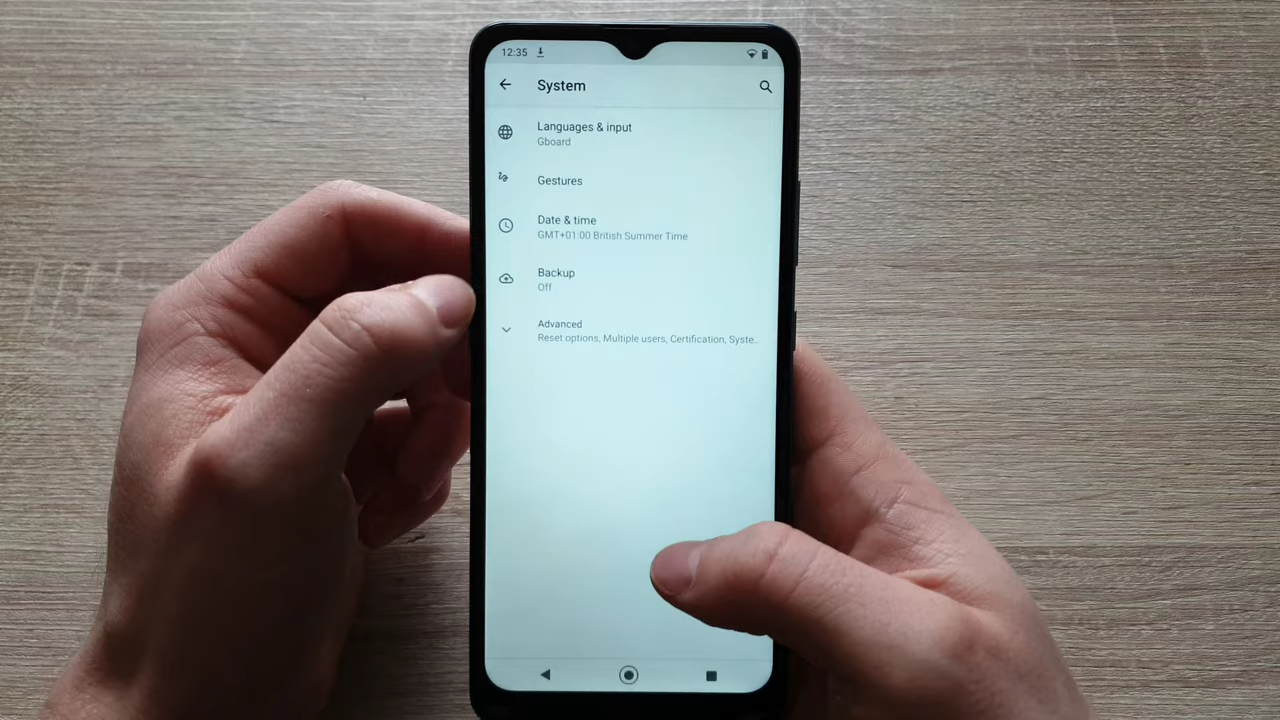 12:35
System
Languages & input
Gboard
Gestures
Date & time
GMT+01:00 British Summer Time
Backup
Off
Advanced
Reset options, Multiple users, Certification, Syste..